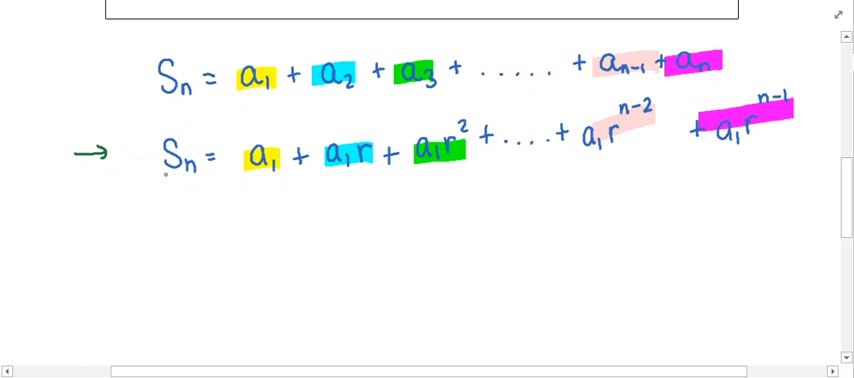 Sₙ = a₁ + a₂ + a₃ + ..... + aₙ₋₁ + aₙ
→ Sₙ = a₁ + a₁r + a₁r² + .... + a₁rⁿ⁻² + a₁rⁿ⁻¹